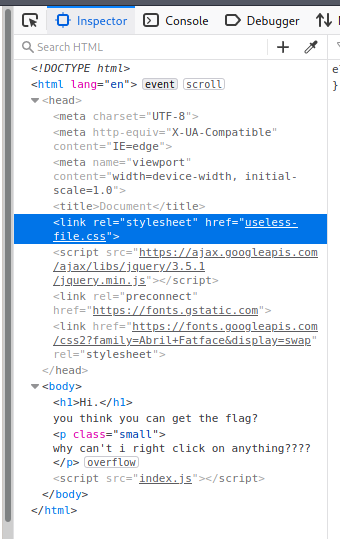 Inspector Console Debugger
Search HTML
<!DOCTYPE html>
<html lang="en"> event scroll
<head>
<meta charset="UTF-8">
<meta http-equiv="X-UA-Compatible"
content="IE=edge">
<meta name="viewport"
content="width=device-width, initial-
scale=1.0">
<title>Document</title>
<link rel="stylesheet" href="useless-
file.css">
<script src="https://ajax.googleapis.com
/ajax/libs/jquery/3.5.1
/jquery.min.js"></script>
<link rel="preconnect"
href="https://fonts.gstatic.com">
<link href="https://fonts.googleapis.com
/css2?family=Abril+Fatface&display=swap"
rel="stylesheet">
</head>
<body>
<h1>Hi.</h1>
you think you can get the flag?
<p class="small">
why can't i right click on anything????
</p> overflow
<script src="index.js"></script>
</body>
</html>
el
}